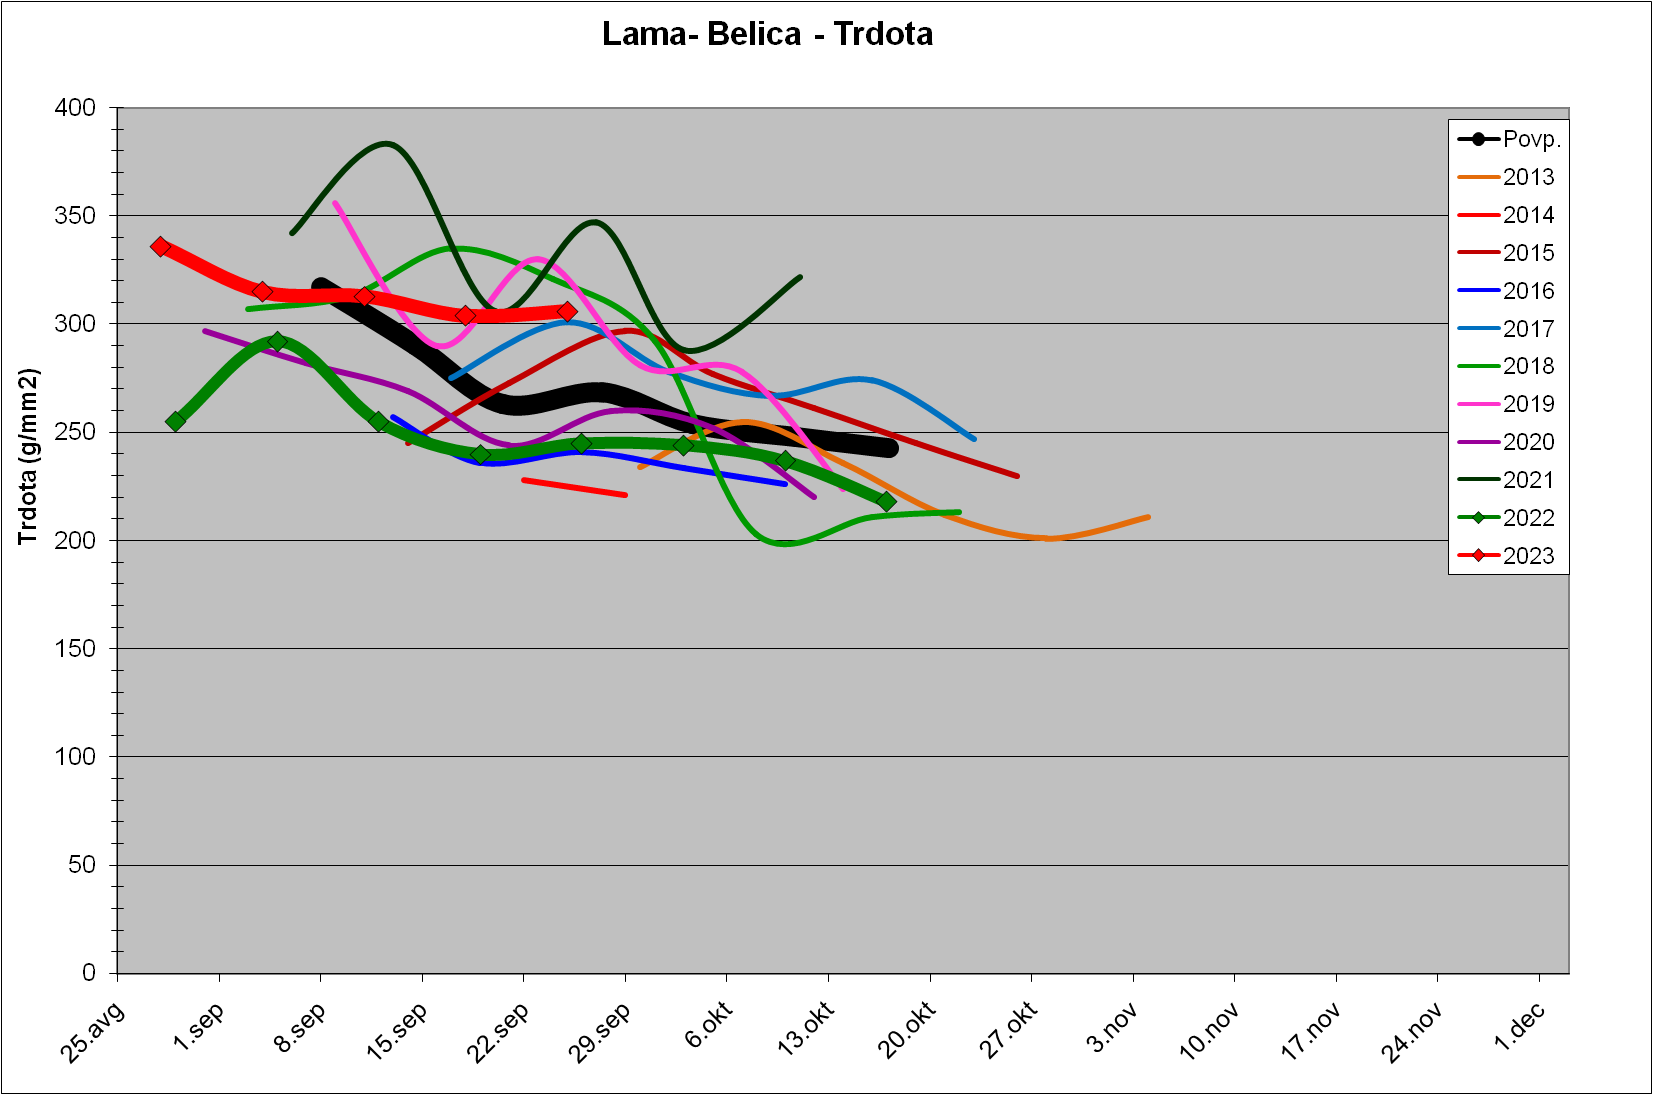 Lama- Belica - Trdota
Trdota (g/mm2)
400
350
300
250
200
150
100
50
0
25.avg
1.sep
8.sep
15.sep
22.sep
29.sep
6.okt
13.okt
20.okt
27.okt
3.nov
10.nov
17.nov
24.nov
1.dec
Povp.
2013
2014
2015
2016
2017
2018
2019
2020
2021
2022
2023